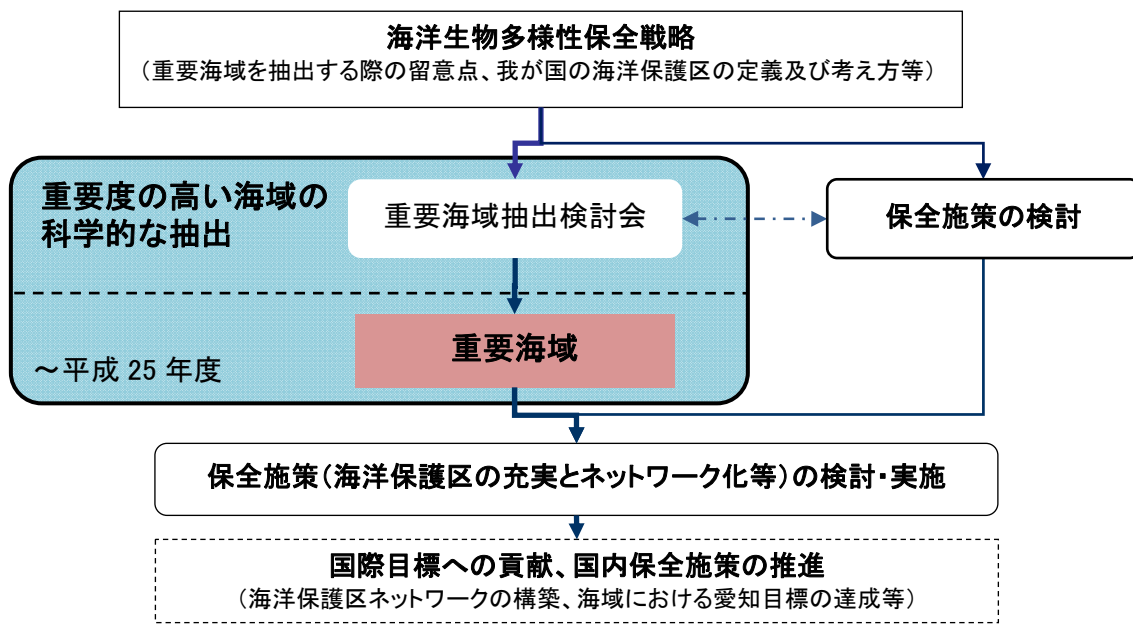 海洋生物多様性保全戦略
（重要海域を抽出する際の留意点、我が国の海洋保護区の定義及び考え方等）
重要度の高い海域の
科学的な抽出
重要海域抽出検討会
保全施策の検討
重要海域
～平成 25 年度
保全施策（海洋保護区の充実とネットワーク化等）の検討・実施
国際目標への貢献、国内保全施策の推進
（海洋保護区ネットワークの構築、海域における愛知目標の達成等）